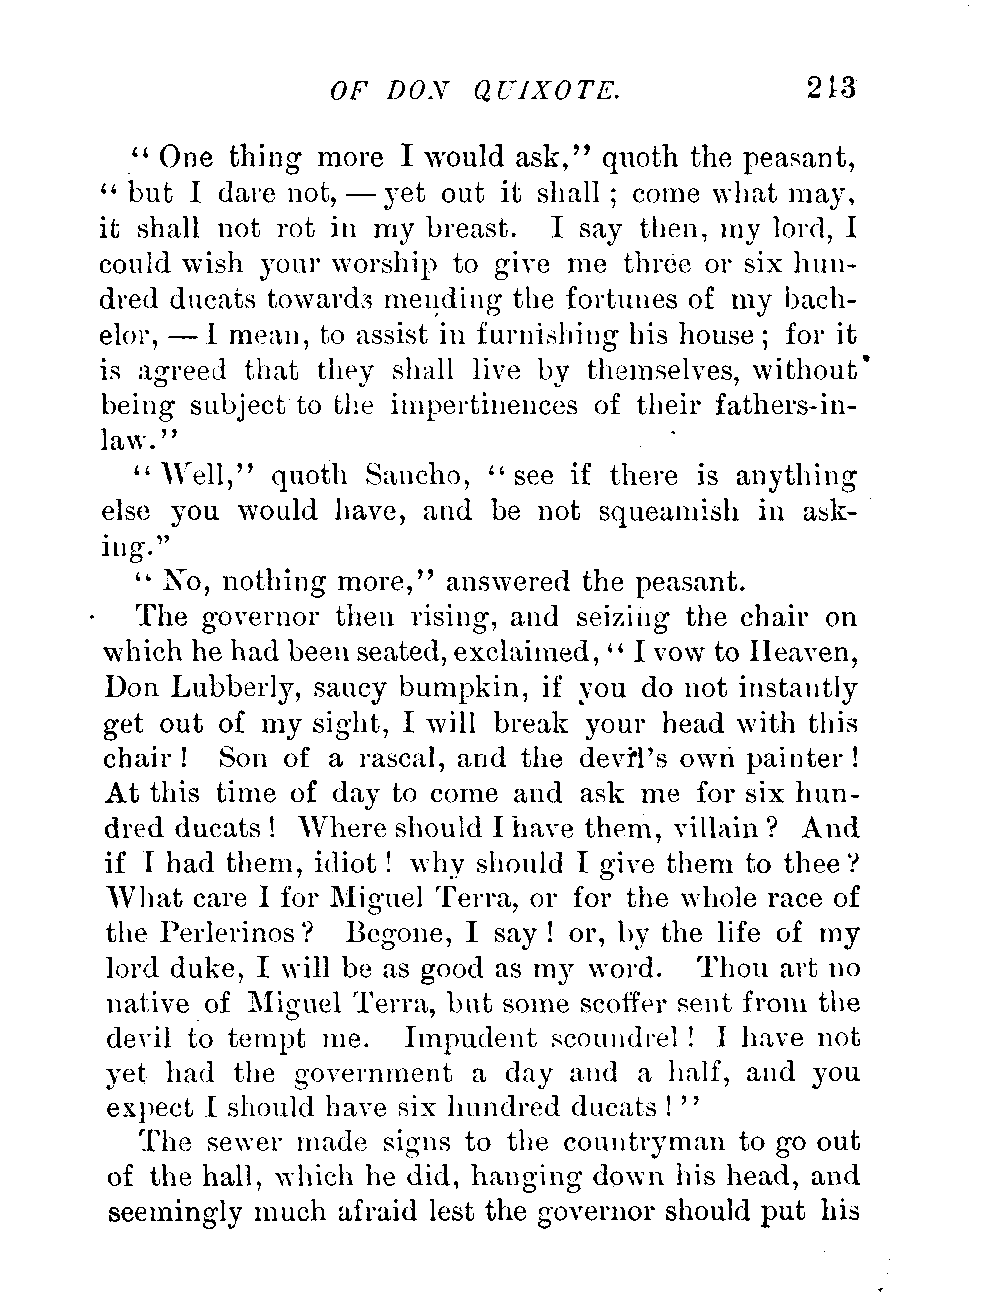 OF DON QUIXOTE. 213
“ One thing more I would ask,” quoth the peasant,
“ but I dare not, — yet out it shall ; come what may,
it shall not rot in my breast. I say then, my lord, I
could wish your worship to give me three or six hun-
dred ducats towards mending the fortunes of my bach-
elor, — I mean, to assist in furnishing his house ; for it
is agreed that they shall live by themselves, without
being subject to the impertinences of their fathers-in-
law.”
“ Well,” quoth Sancho, “ see if there is anything
else you would have, and be not squeamish in ask-
ing.”
“ No, nothing more,” answered the peasant.
The governor then rising, and seizing the chair on
which he had been seated, exclaimed, “ I vow to Heaven,
Don Lubberly, saucy bumpkin, if you do not instantly
get out of my sight, I will break your head with this
chair ! Son of a rascal, and the devil’s own painter !
At this time of day to come and ask me for six hun-
dred ducats ! Where should I have them, villain ? And
if I had them, idiot ! why should I give them to thee ?
What care I for Miguel Terra, or for the whole race of
the Perlerinos ? Begone, I say ! or, by the life of my
lord duke, I will be as good as my word. Thou art no
native of Miguel Terra, but some scoffer sent from the
devil to tempt me. Impudent scoundrel ! I have not
yet had the government a day and a half, and you
expect I should have six hundred ducats ! ”
The sewer made signs to the countryman to go out
of the hall, which he did, hanging down his head, and
seemingly much afraid lest the governor should put his